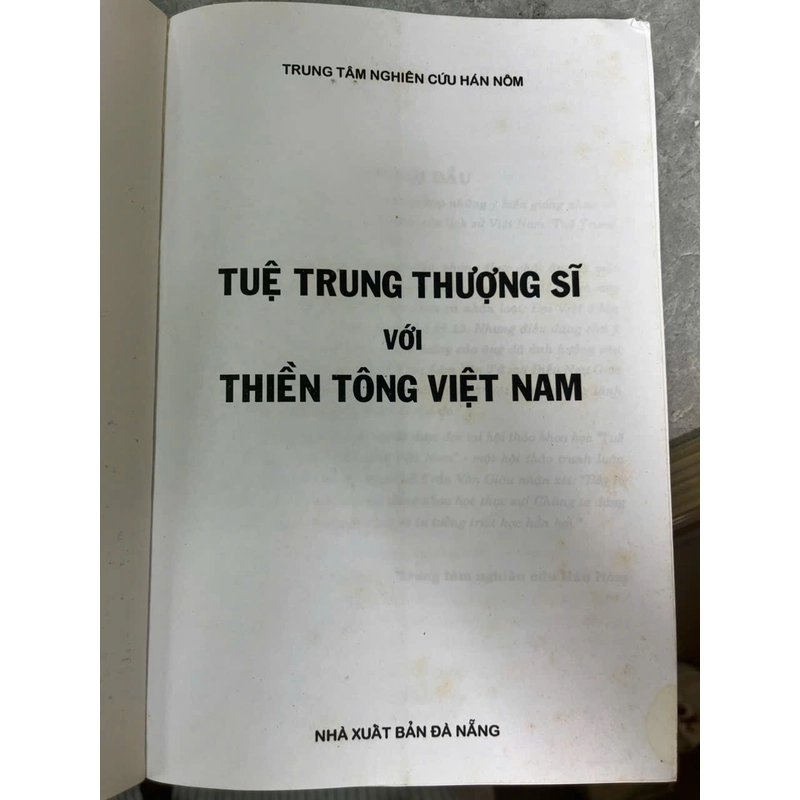 TRUNG TÂM NGHIÊN CỨU HÁN NÔM
TUỆ TRUNG THƯỢNG SĨ
VỚI
THIỀN TÔNG VIỆT NAM
NHÀ XUẤT BẢN ĐÀ NẴNG